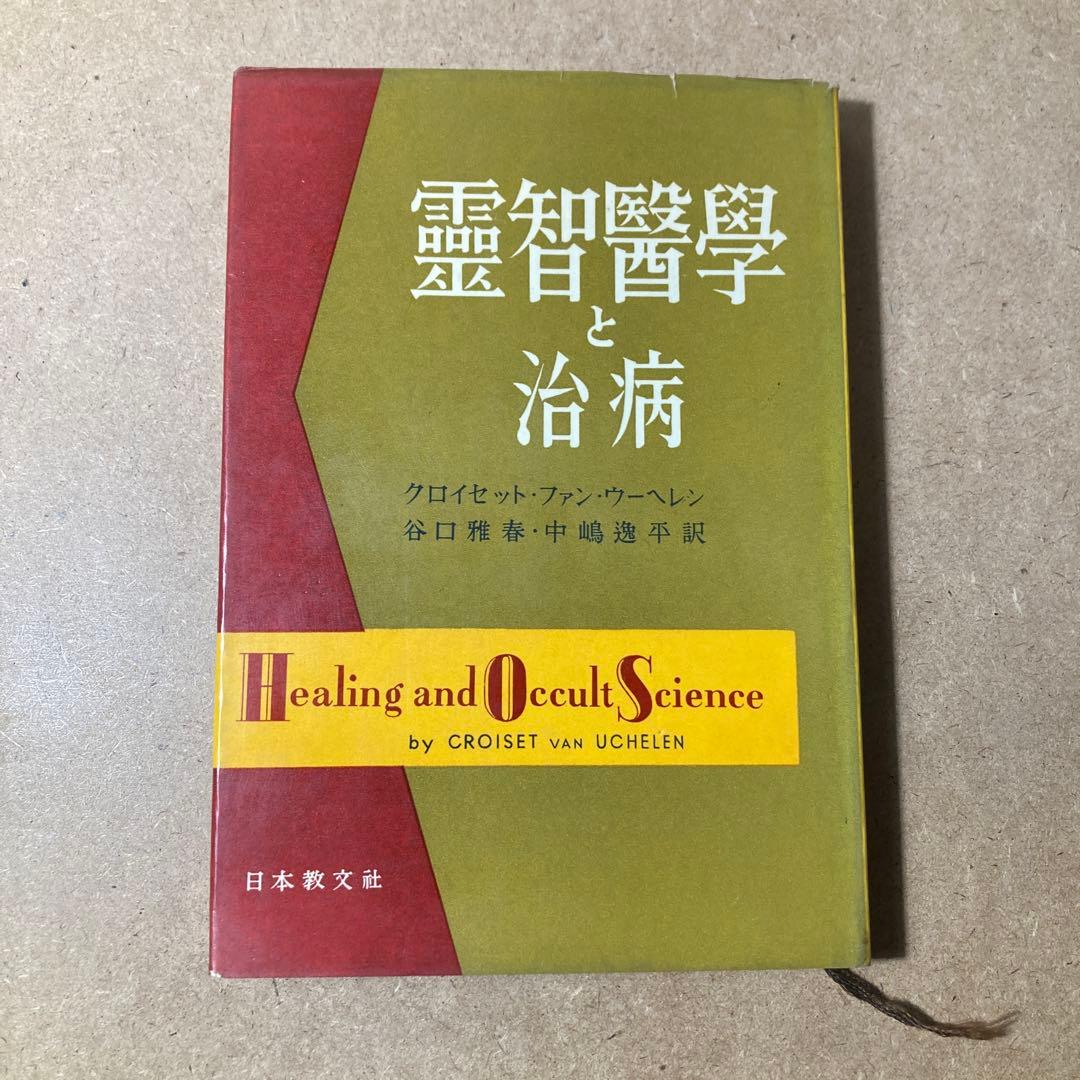 靈智醫學
と
治病
クロイセット・ファン・ウーヘレン
谷口雅春・中嶋逸平訳
Healing and Occult Science
by CROISET VAN UCHELEN
日本教文社